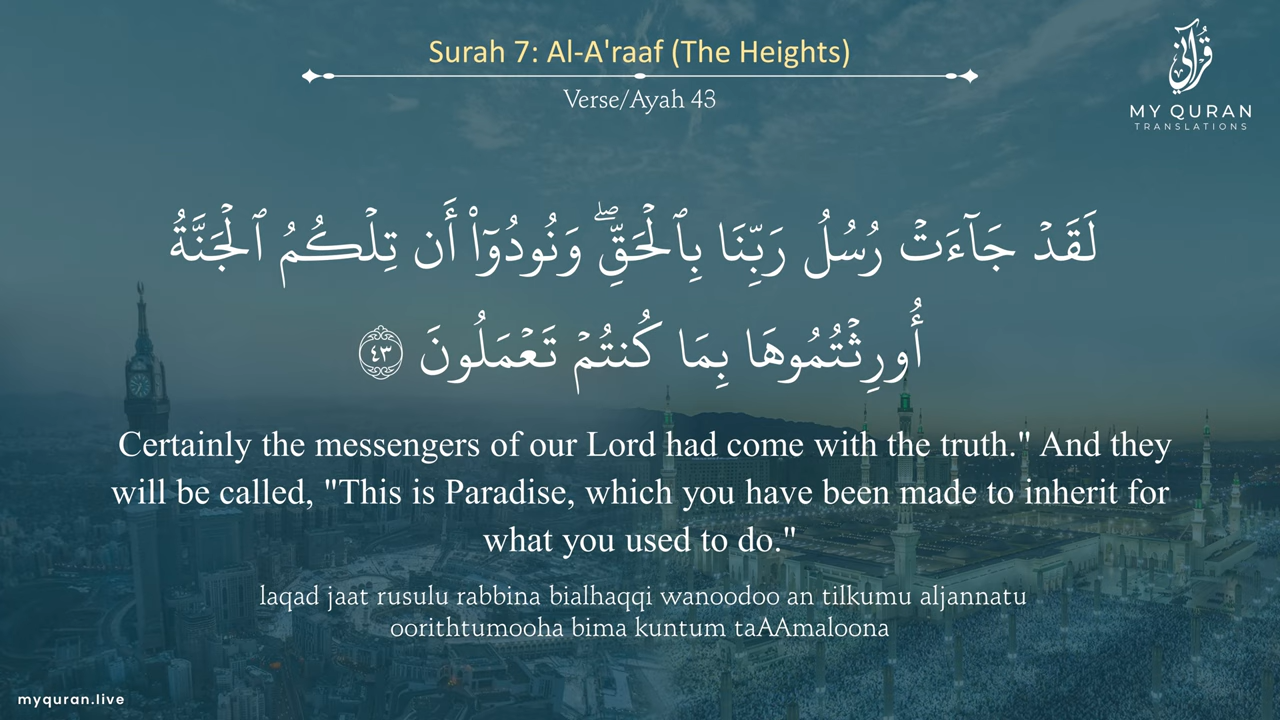 Surah 7: Al-A'raaf (The Heights)
Verse/Ayah 43
قرآني
MY QURAN
TRANSLATIONS
لَقَدْ جَآءَتْ رُسُلُ رَبِّنَا بِٱلْحَقِّ ۖ وَنُودُوٓا۟ أَن تِلْكُمُ ٱلْجَنَّةُ
أُورِثْتُمُوهَا بِمَا كُنتُمْ تَعْمَلُونَ ٤٣
Certainly the messengers of our Lord had come with the truth." And they
will be called, "This is Paradise, which you have been made to inherit for
what you used to do."
laqad jaat rusulu rabbina bialhaqqi wanoodoo an tilkumu aljannatu
oorithtumooha bima kuntum taAAmaloona
myquran.live